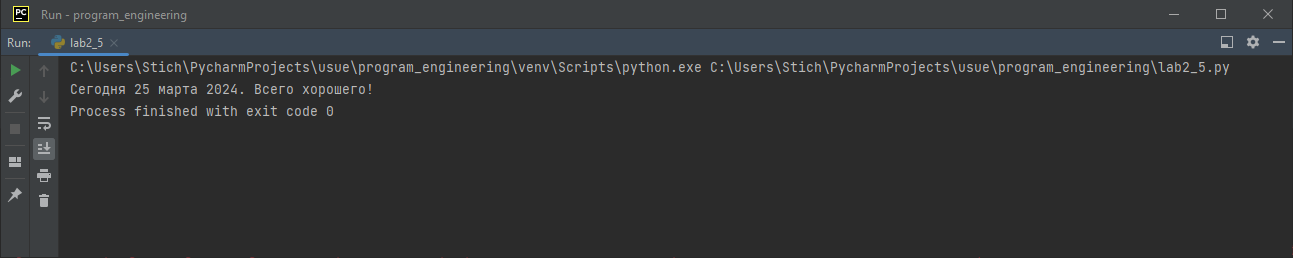 PC Run - program_engineering
Run: lab2_5
C:\Users\Stich\PycharmProjects\usue\program_engineering\venv\Scripts\python.exe C:\Users\Stich\PycharmProjects\usue\program_engineering\lab2_5.py
Сегодня 25 марта 2024. Всего хорошего!
Process finished with exit code 0